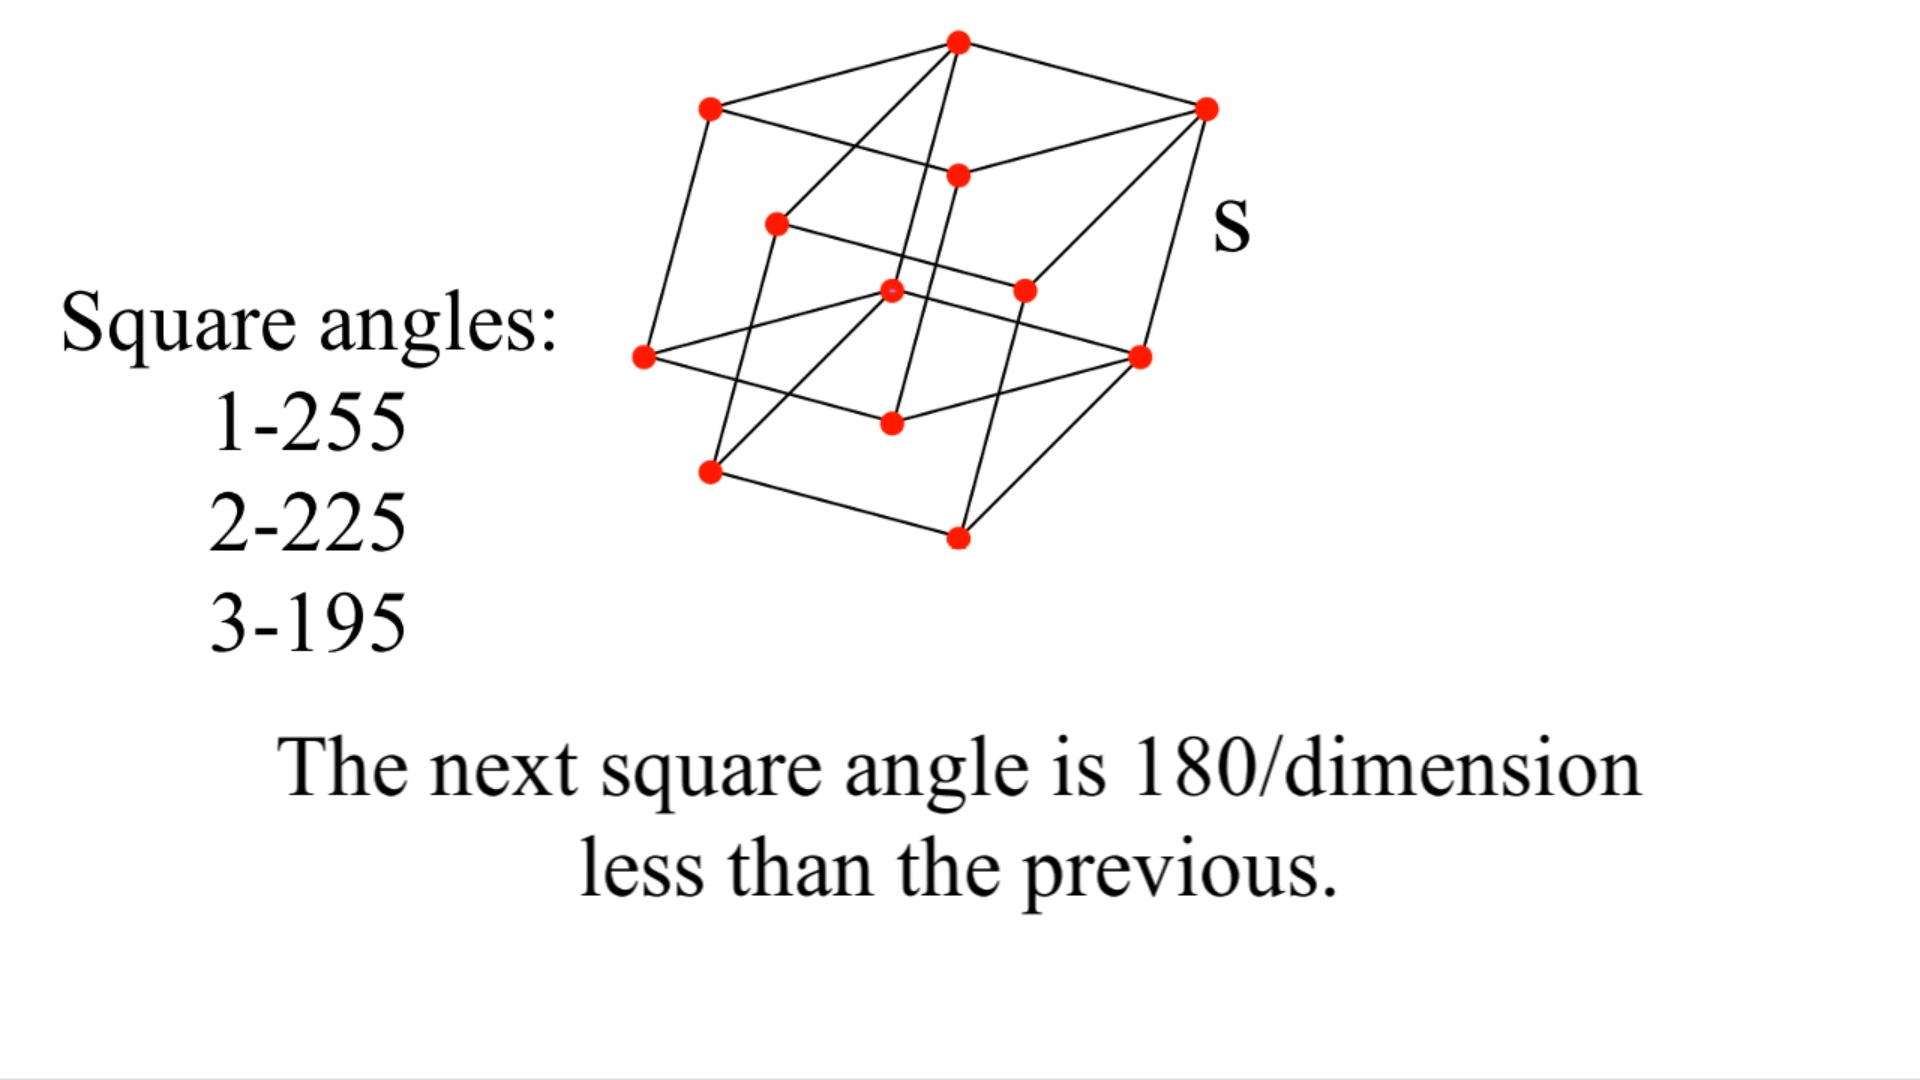 s
Square angles:
1-255
2-225
3-195
The next square angle is 180/dimension
less than the previous.